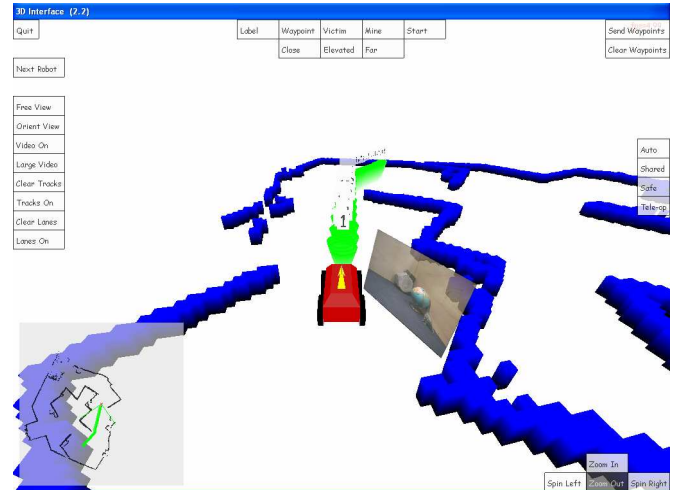 3D Interface (2.2)
Quit
Label Waypoint Victim Mine Start
Send Waypoints
Close Elevated Far
Clear Waypoints
Next Robot
Free View
Orient View
Video On
Large Video
Clear Tracks
Tracks On
Clear Lanes
Lanes On
Auto
Shared
Safe
Tele-op
1
Zoom In
Spin Left Zoom Out Spin Right